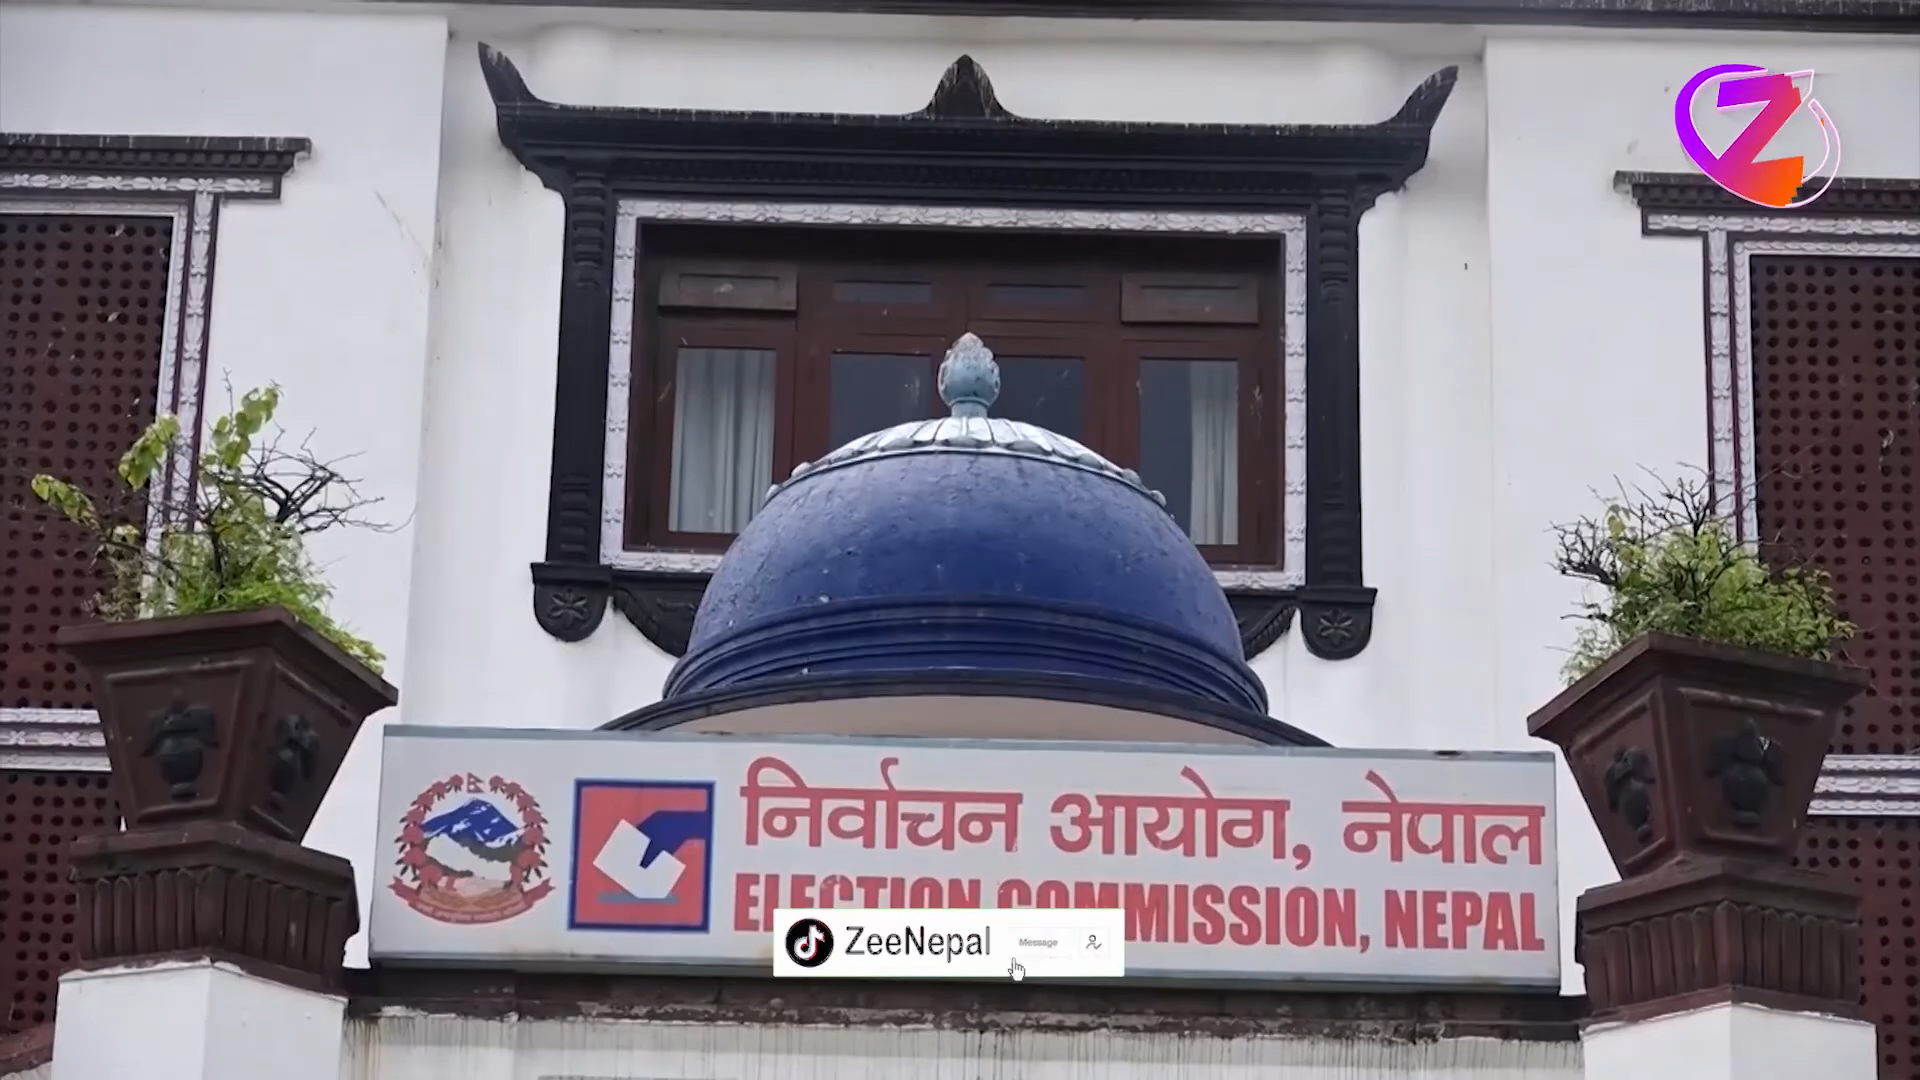 Z
निर्वाचन आयोग, नेपाल
ELECTION COMMISSION, NEPAL
ZeeNepal
Message